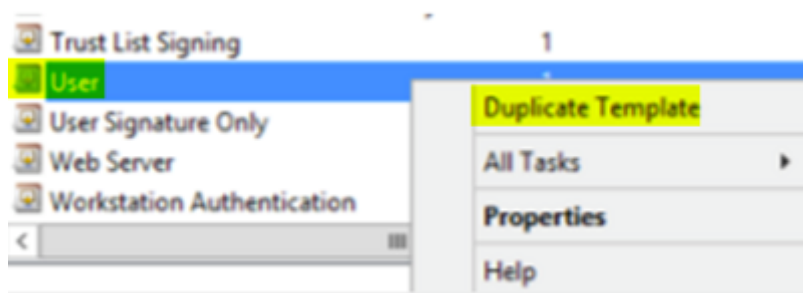 Trust List Signing 1
User
Duplicate Template
User Signature Only
Web Server
All Tasks
Workstation Authentication
Properties
Help